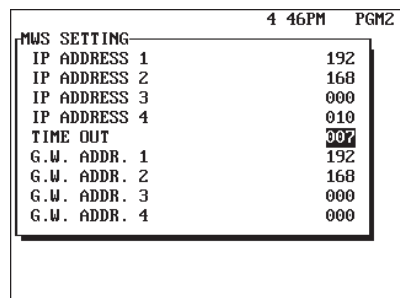 4 46PM PGM2
MWS SETTING
IP ADDRESS 1 192
IP ADDRESS 2 168
IP ADDRESS 3 000
IP ADDRESS 4 010
TIME OUT 007
G.W. ADDR. 1 192
G.W. ADDR. 2 168
G.W. ADDR. 3 000
G.W. ADDR. 4 000